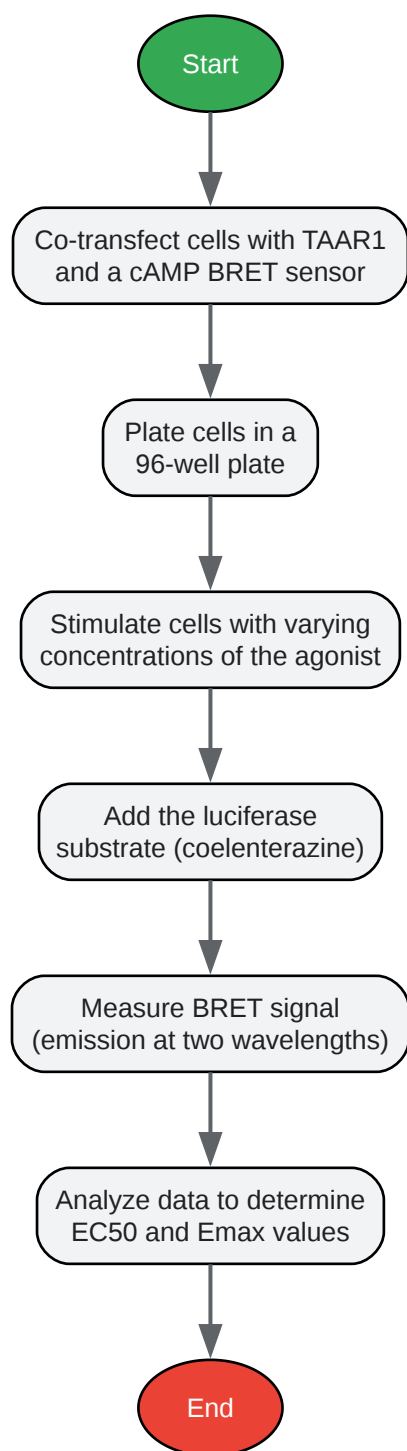 Start
Co-transfect cells with TAAR1
and a cAMP BRET sensor
Plate cells in a
96-well plate
Stimulate cells with varying
concentrations of the agonist
Add the luciferase
substrate (coelenterazine)
Measure BRET signal
(emission at two wavelengths)
Analyze data to determine
EC50 and Emax values
End